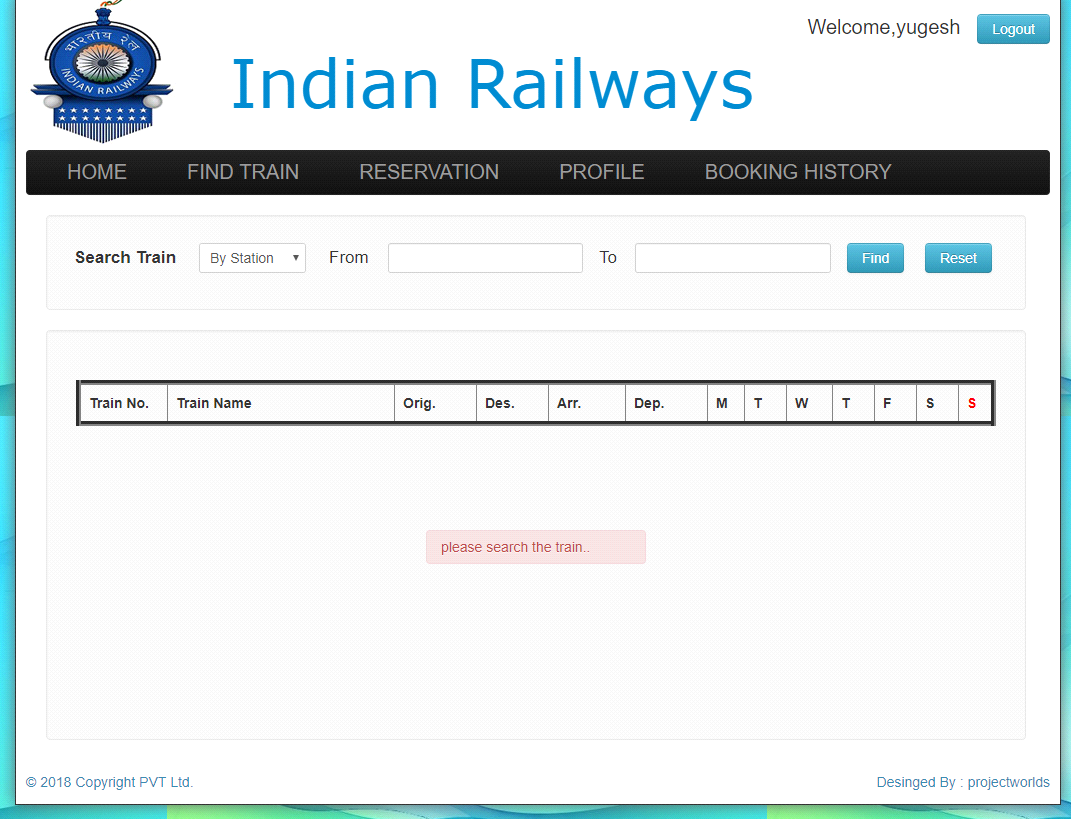 भारतीय रेल
INDIAN RAILWAYS
Welcome,yugesh Logout
Indian Railways
HOME FIND TRAIN RESERVATION PROFILE BOOKING HISTORY
Search Train By Station From To Find Reset
Train No. Train Name Orig. Des. Arr. Dep. M T W T F S S
please search the train..
© 2018 Copyright PVT Ltd. Desinged By : projectworlds